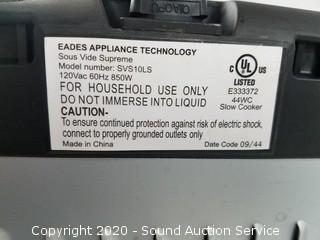 EADES APPLIANCE TECHNOLOGY
Sous Vide Supreme
Model number: SVS10LS
120Vac 60Hz 850W
FOR HOUSEHOLD USE ONLY
DO NOT IMMERSE INTO LIQUID
CAUTION-
To ensure continued protection against risk of electric shock,
connect to properly grounded outlets only
Made in China
Date Code 09/44
C UL US
LISTED
E333372
44WC
Slow Cooker
Copyright 2020 - Sound Auction Service